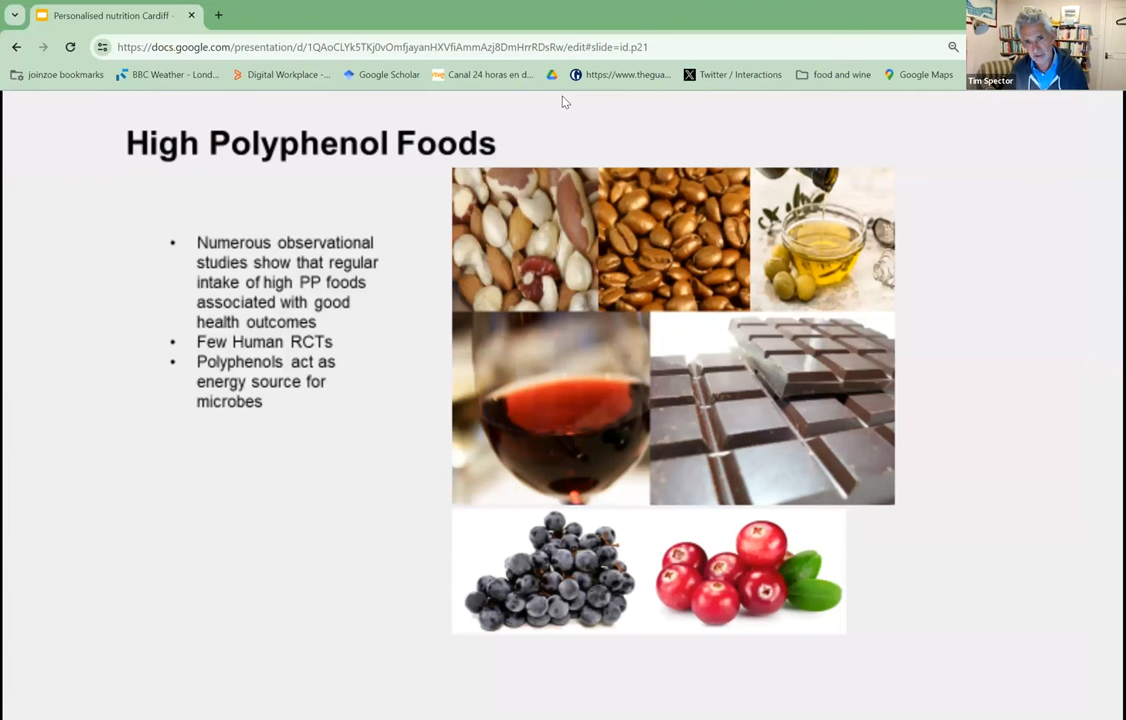 Personalised nutrition Cardiff -
https://docs.google.com/presentation/d/1QAoCLYk5TKj0vOmfjayanHXVfiAmmAzj8DmHrrRDsRw/edit#slide=id.p21
joinzoe bookmarks
BBC Weather - Lond...
Digital Workplace -...
Google Scholar
rtve
Canal 24 horas en d...
https://www.thegua...
Twitter / Interactions
food and wine
Google Maps
Tim Spector
High Polyphenol Foods
• Numerous observational
studies show that regular
intake of high PP foods
associated with good
health outcomes
• Few Human RCTs
• Polyphenols act as
energy source for
microbes